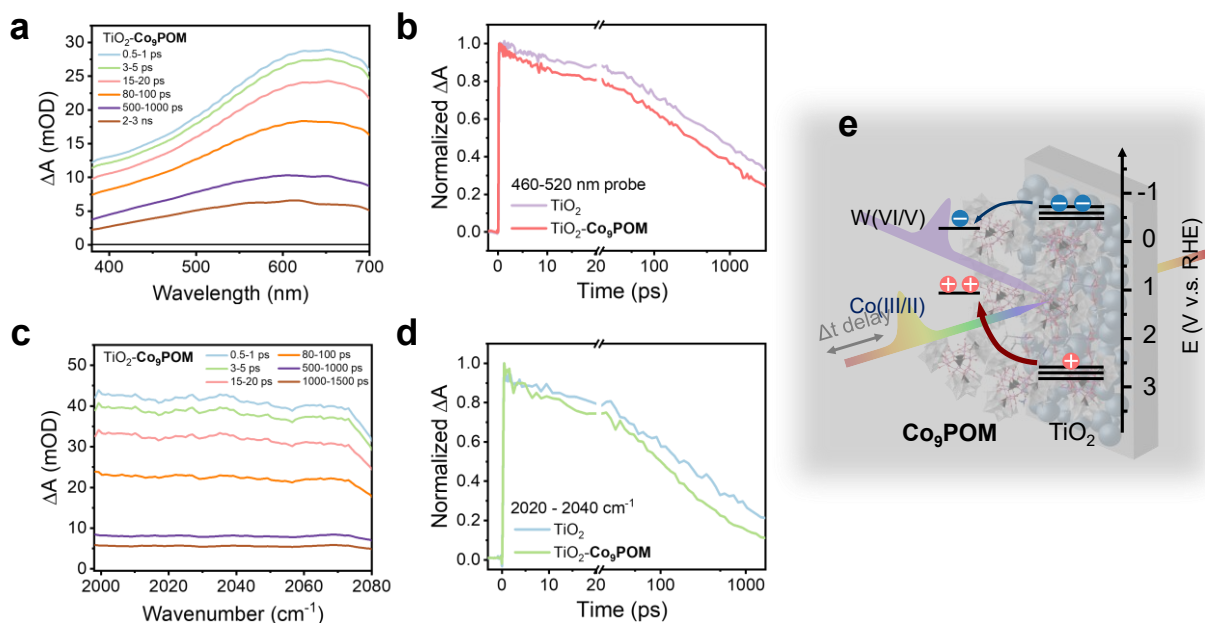 a
TiO₂-Co₉POM
0.5-1 ps
3-5 ps
15-20 ps
80-100 ps
500-1000 ps
2-3 ns
30
25
20
15
10
5
0
ΔA (mOD)
400 500 600 700
Wavelength (nm)
b
1.0
0.8
0.6
0.4
0.2
0.0
Normalized ΔA
460-520 nm probe
TiO₂
TiO₂-Co₉POM
0 10 20 100 1000
Time (ps)
c
TiO₂-Co₉POM
0.5-1 ps
3-5 ps
15-20 ps
80-100 ps
500-1000 ps
1000-1500 ps
50
40
30
20
10
0
ΔA (mOD)
2000 2020 2040 2060 2080
Wavenumber (cm⁻¹)
d
1.0
0.8
0.6
0.4
0.2
0.0
Normalized ΔA
2020 - 2040 cm⁻¹
TiO₂
TiO₂-Co₉POM
0 10 20 100 1000
Time (ps)
e
W(VI/V)
Co(III/II)
Δt delay
Co₉POM
TiO₂
-1
0
1
2
3
E (V v.s. RHE)